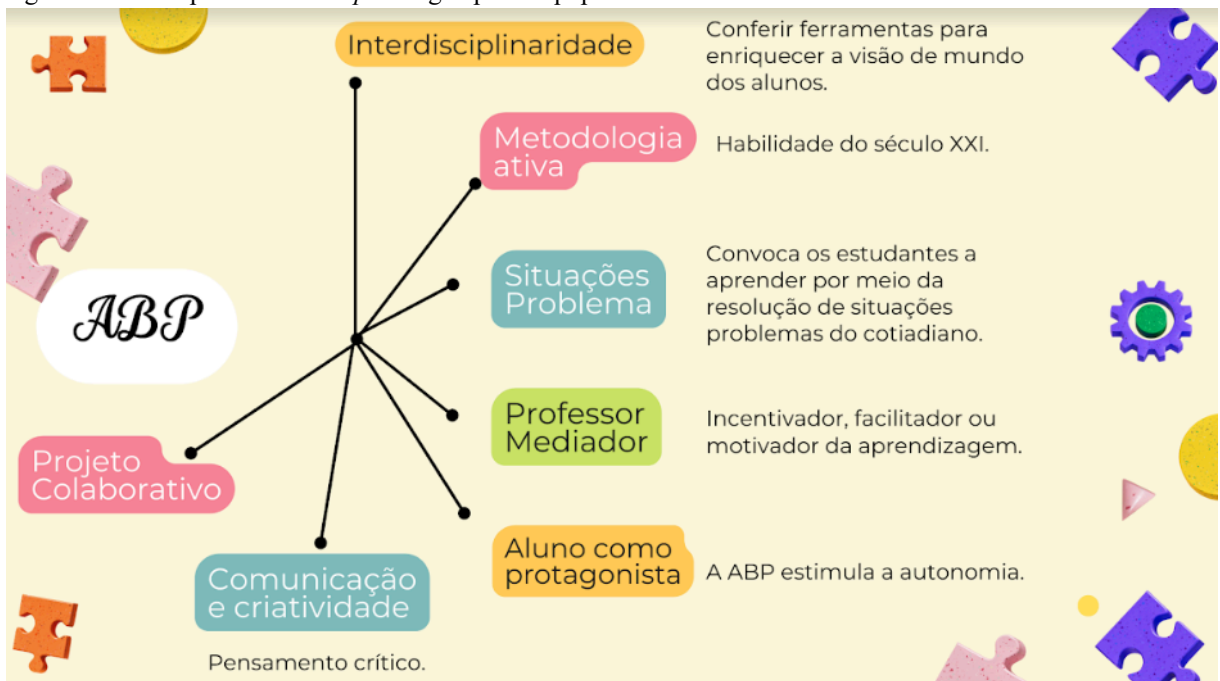 Interdisciplinaridade
Conferir ferramentas para
enriquecer a visão de mundo
dos alunos.
Metodologia
ativa
Habilidade do século XXI.
Situações
Problema
Convoca os estudantes a
aprender por meio da
resolução de situações
problemas do cotiadiano.
ABP
Professor
Mediador
Incentivador, facilitador ou
motivador da aprendizagem.
Projeto
Colaborativo
Aluno como
protagonista
A ABP estimula a autonomia.
Comunicação
e criatividade
Pensamento crítico.